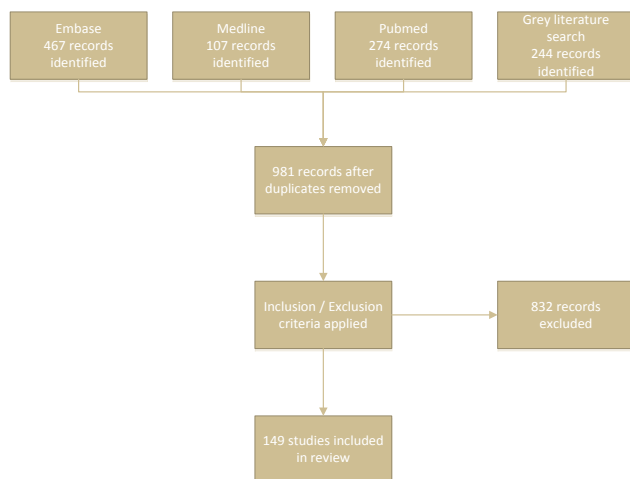 Embase
467 records
identified
Medline
107 records
identified
Pubmed
274 records
identified
Grey literature
search
244 records
identified
981 records after
duplicates removed
Inclusion / Exclusion
criteria applied
832 records
excluded
149 studies included
in review